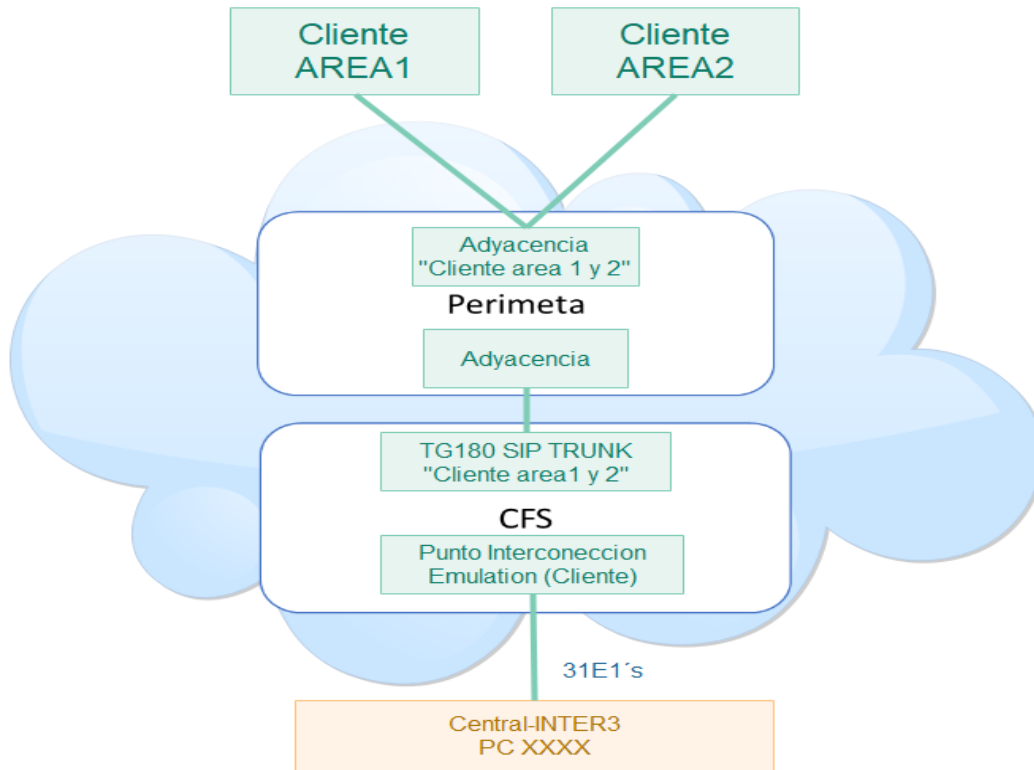 Cliente
AREA1
Cliente
AREA2
Adyacencia
"Cliente area 1 y 2"
Perimeta
Adyacencia
TG180 SIP TRUNK
"Cliente area1 y 2"
CFS
Punto Interconeccion
Emulation (Cliente)
31E1´s
Central-INTER3
PC XXXX